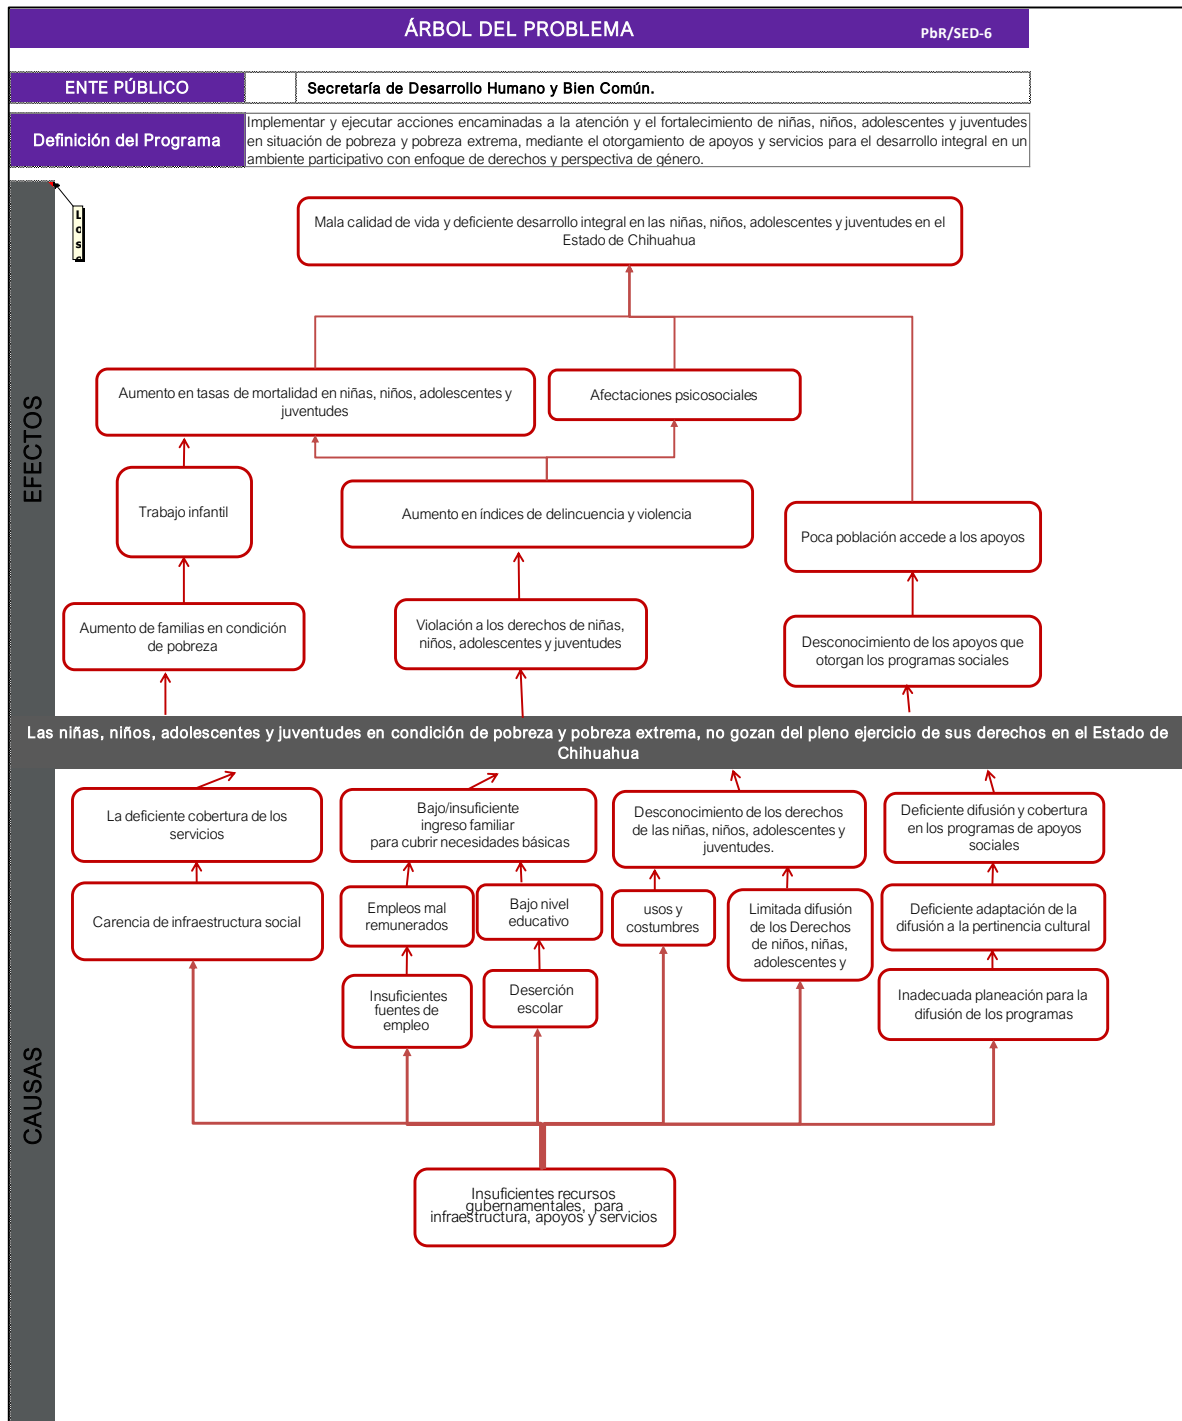 ÁRBOL DEL PROBLEMA
PbR/SED-6
ENTE PÚBLICO
Secretaría de Desarrollo Humano y Bien Común.
Definición del Programa
Implementar y ejecutar acciones encaminadas a la atención y el fortalecimiento de niñas, niños, adolescentes y juventudes
en situación de pobreza y pobreza extrema, mediante el otorgamiento de apoyos y servicios para el desarrollo integral en un
ambiente participativo con enfoque de derechos y perspectiva de género.
EFECTOS
L
o
s
Mala calidad de vida y deficiente desarrollo integral en las niñas, niños, adolescentes y juventudes en el
Estado de Chihuahua
Aumento en tasas de mortalidad en niñas, niños, adolescentes y
juventudes
Afectaciones psicosociales
Trabajo infantil
Aumento en índices de delincuencia y violencia
Poca población accede a los apoyos
Aumento de familias en condición
de pobreza
Violación a los derechos de niñas,
niños, adolescentes y juventudes
Desconocimiento de los apoyos que
otorgan los programas sociales
Las niñas, niños, adolescentes y juventudes en condición de pobreza y pobreza extrema, no gozan del pleno ejercicio de sus derechos en el Estado de
Chihuahua
CAUSAS
La deficiente cobertura de los
servicios
Bajo/insuficiente
ingreso familiar
para cubrir necesidades básicas
Desconocimiento de los derechos
de las niñas, niños, adolescentes y
juventudes.
Deficiente difusión y cobertura
en los programas de apoyos
sociales
Carencia de infraestructura social
Empleos mal
remunerados
Bajo nivel
educativo
usos y
costumbres
Limitada difusión
de los Derechos
de niños, niñas,
adolescentes y
Deficiente adaptación de la
difusión a la pertinencia cultural
Insuficientes
fuentes de
empleo
Deserción
escolar
Inadecuada planeación para la
difusión de los programas
Insuficientes recursos
gubernamentales, para
infraestructura, apoyos y servicios